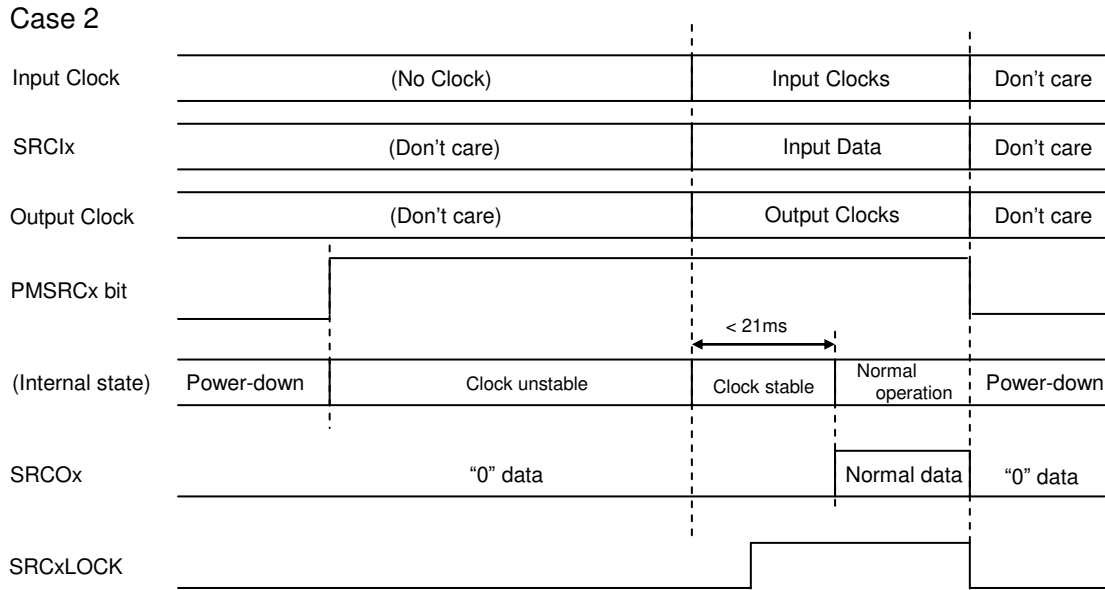 Case 2
Input Clock (No Clock) Input Clocks Don't care
SRCIx (Don't care) Input Data Don't care
Output Clock (Don't care) Output Clocks Don't care
PMSRCx bit
< 21ms
(Internal state) Power-down Clock unstable Clock stable Normal operation Power-down
SRCOx “0” data Normal data “0” data
SRCxLOCK